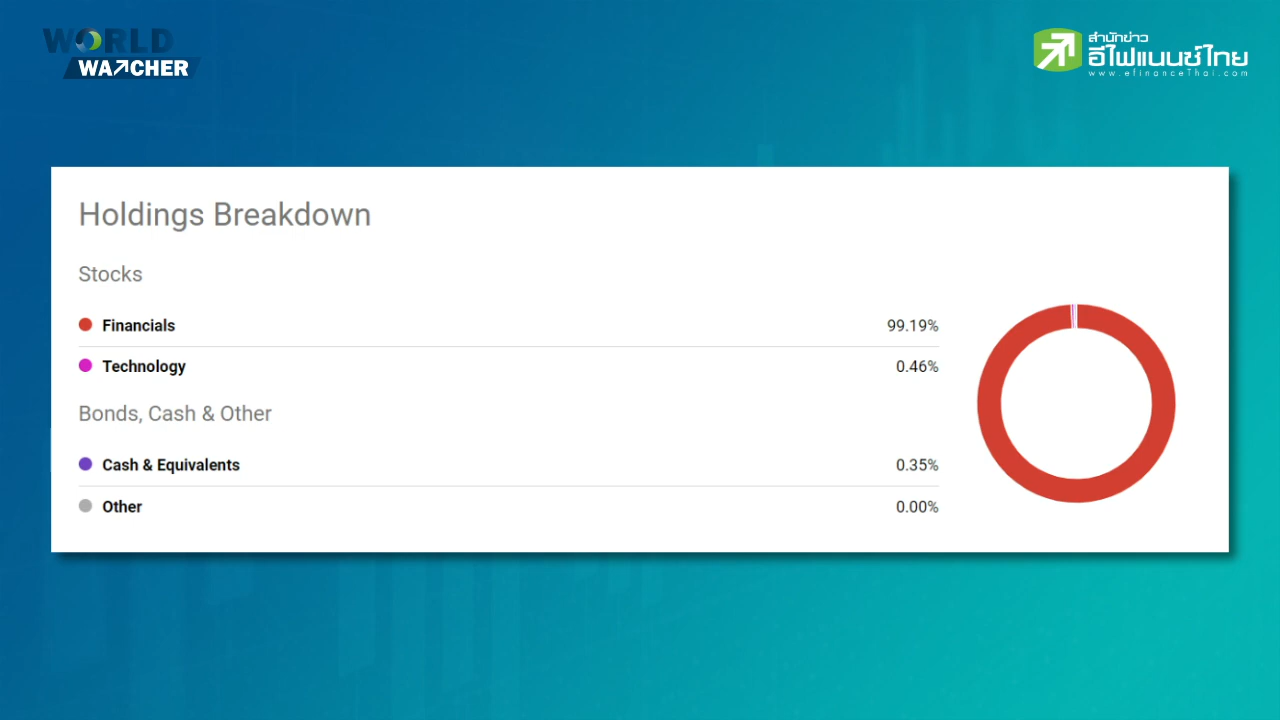 WORLD
WATCHER
สำนักข่าว
อีไฟแนนซ์ไทย
www.efinanceThai.com
Holdings Breakdown
Stocks
Financials 99.19%
Technology 0.46%
Bonds, Cash & Other
Cash & Equivalents 0.35%
Other 0.00%